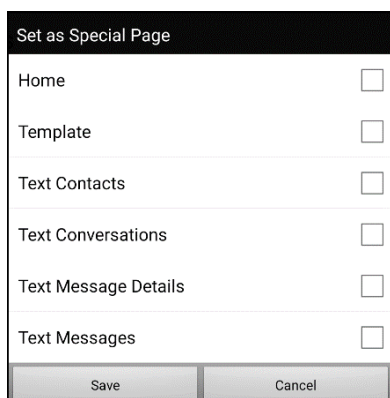 Set as Special Page
Home
Template
Text Contacts
Text Conversations
Text Message Details
Text Messages
Save Cancel